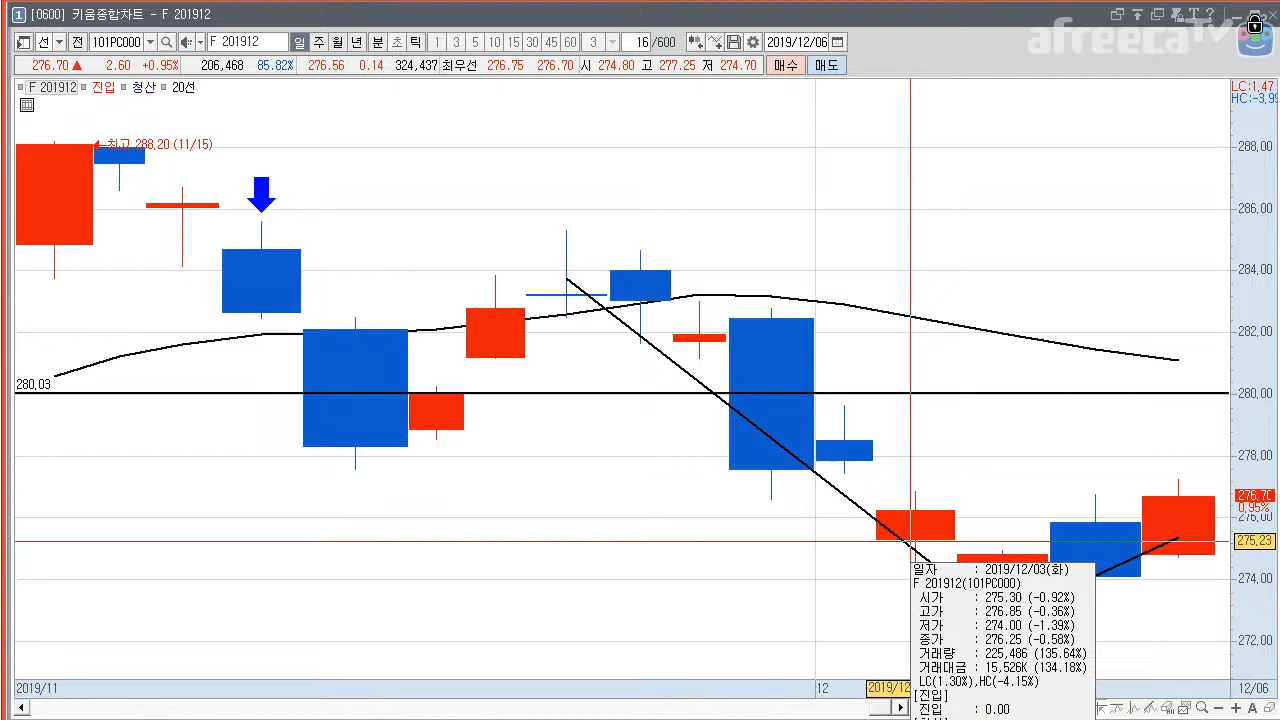 [0600] 키움종합차트 - F 201912
afreecaTV
선 전 101PC000 F 201912 일 주 월 년 분 초 틱 1 3 5 10 15 30 45 60 3 16 /600 2019/12/06
276.70 ▲ 2.60 +0.95% 206,468 85.82% 276.56 0.14 324,437 최우선 276.75 276.70 시 274.80 고 277.25 저 274.70 매수 매도
F 201912 진입 청산 20선
LC:1.47
HC:-3.99
최고 288.20 (11/15)
288.00
286.00
284.00
282.00
280.03
280.00
278.00
276.70
0.95%
276.00
275.23
274.00
272.00
일자 : 2019/12/03(화)
F 201912(101PC000)
시가 : 275.30 (-0.92%)
고가 : 276.85 (-0.36%)
저가 : 274.00 (-1.39%)
종가 : 276.25 (-0.58%)
거래량 : 225,486 (135.64%)
거래대금 : 15,526K (134.18%)
LC(1.30%),HC(-4.15%)
[진입]
진입 : 0.00
2019/11 12 2019/12 12/06